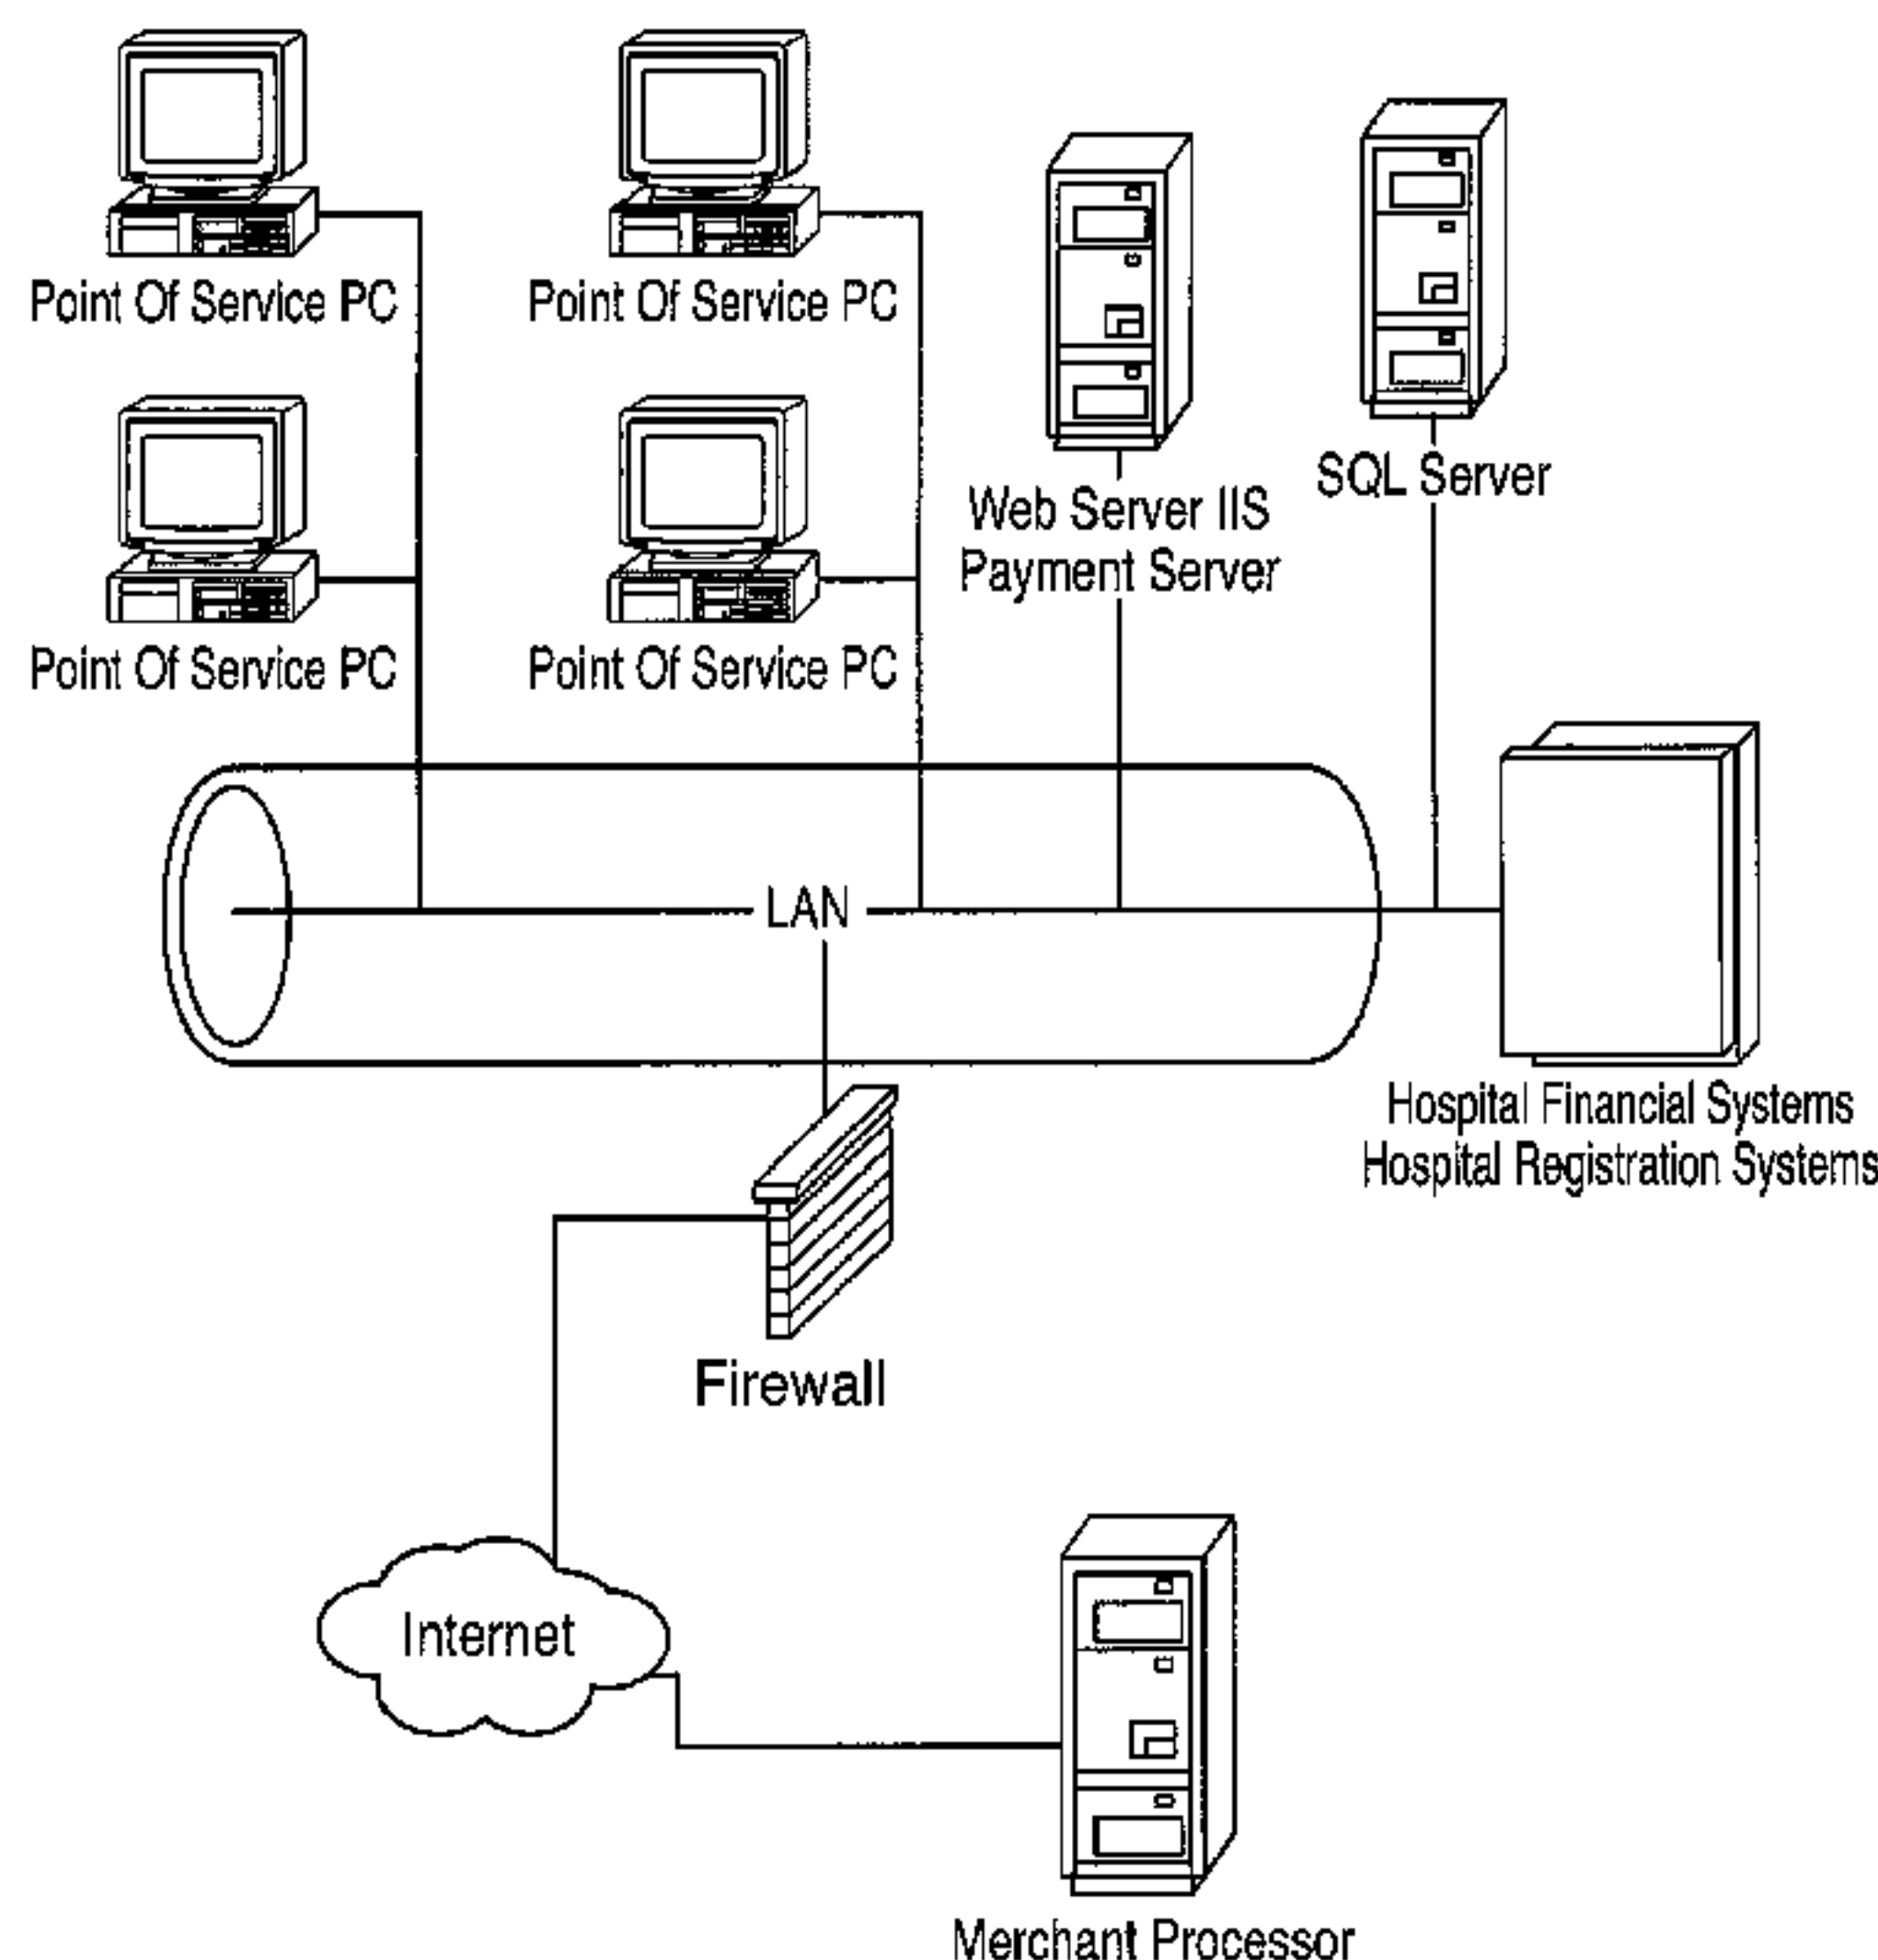 Point Of Service PC
Point Of Service PC
Web Server IIS
Payment Server
SQL Server
Point Of Service PC
Point Of Service PC
LAN
Hospital Financial Systems
Hospital Registration Systems
Firewall
Internet
Merchant Processor